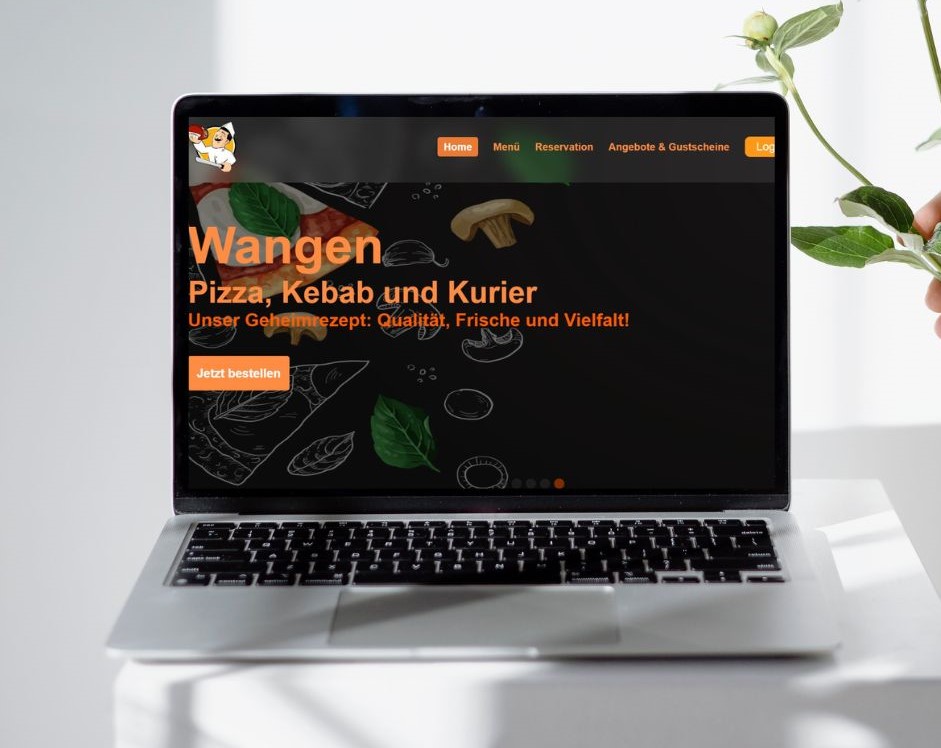 Home Menü Reservation Angebote & Gustscheine Log
Wangen
Pizza, Kebab und Kurier
Unser Geheimrezept: Qualität, Frische und Vielfalt!
Jetzt bestellen